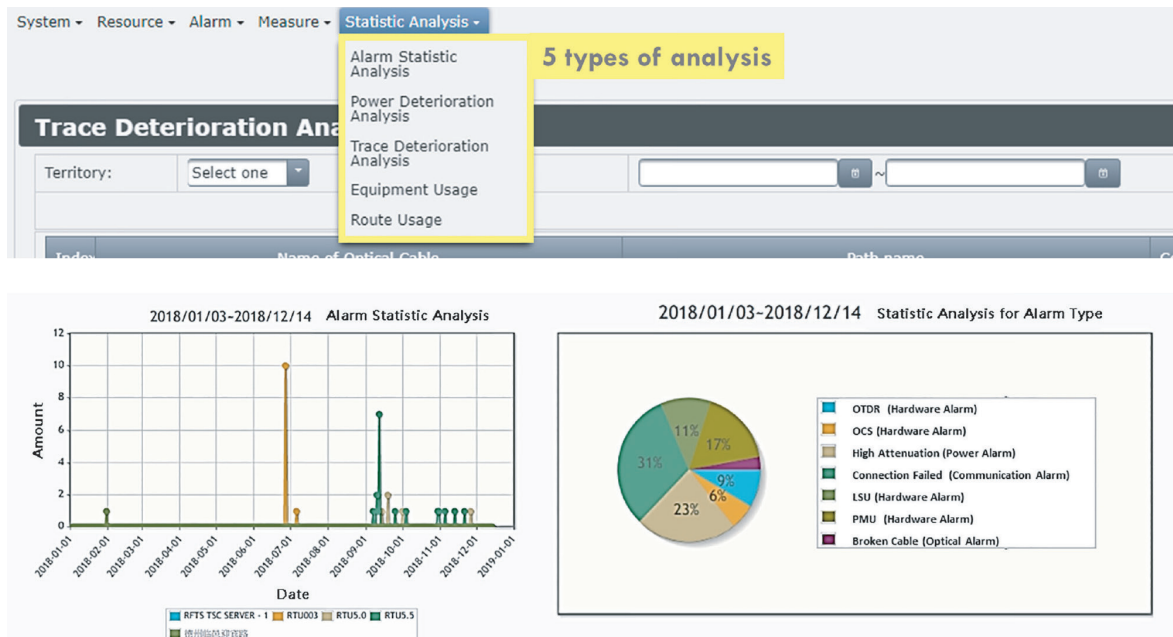 System Resource Alarm Measure Statistic Analysis
Alarm Statistic
Analysis
5 types of analysis
Power Deterioration
Analysis
Trace Deterioration Ana
Trace Deterioration
Analysis
Territory: Select one ~
Equipment Usage
Route Usage
Index Name of Optical Cable Path name
2018/01/03~2018/12/14 Alarm Statistic Analysis
12
10
8
6
4
2
0
Amount
2018-01-01 2018-02-01 2018-03-01 2018-04-01 2018-05-01 2018-06-01 2018-07-01 2018-08-01 2018-09-01 2018-10-01 2018-11-01 2018-12-01 2019-01-01
Date
RFTS TSC SERVER - 1 RTU003 RTU5.0 RTU5.5
2018/01/03~2018/12/14 Statistic Analysis for Alarm Type
11%
17%
31%
9%
6%
23%
OTDR (Hardware Alarm)
OCS (Hardware Alarm)
High Attenuation (Power Alarm)
Connection Failed (Communication Alarm)
LSU (Hardware Alarm)
PMU (Hardware Alarm)
Broken Cable (Optical Alarm)